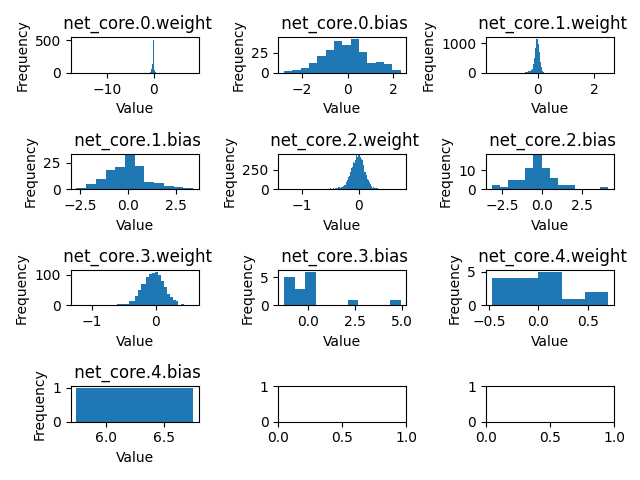 net_core.0.weight
Frequency
500
0
−10
0
Value
net_core.0.bias
Frequency
25
0
−2
0
2
Value
net_core.1.weight
Frequency
1000
0
0
2
Value
net_core.1.bias
Frequency
25
0
−2.5
0.0
2.5
Value
net_core.2.weight
Frequency
250
0
−1
0
Value
net_core.2.bias
Frequency
10
0
−2.5
0.0
2.5
Value
net_core.3.weight
Frequency
100
0
−1
0
Value
net_core.3.bias
Frequency
5
0
0.0
2.5
5.0
Value
net_core.4.weight
Frequency
5
0
−0.5
0.0
0.5
Value
net_core.4.bias
Frequency
1
0
6.0
6.5
Value
1
0
0.0
0.5
1.0
1
0
0.0
0.5
1.0